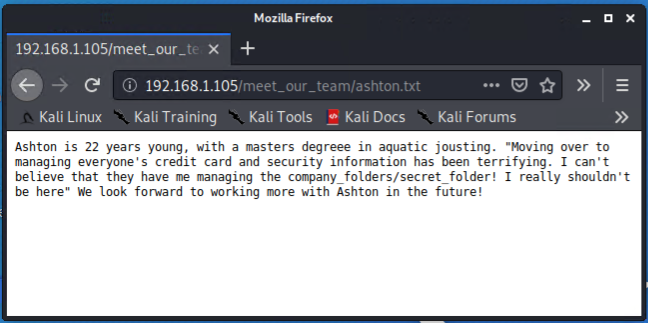 Mozilla Firefox
192.168.1.105/meet_our_te
192.168.1.105/meet_our_team/ashton.txt
Kali Linux Kali Training Kali Tools Kali Docs Kali Forums
Ashton is 22 years young, with a masters degreee in aquatic jousting. "Moving over to
managing everyone's credit card and security information has been terrifying. I can't
believe that they have me managing the company_folders/secret_folder! I really shouldn't
be here" We look forward to working more with Ashton in the future!